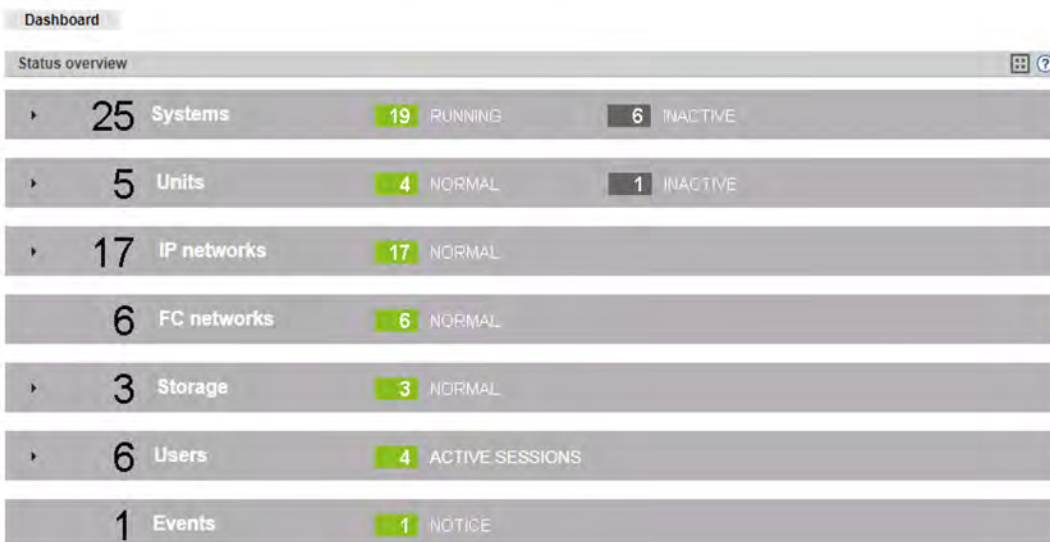 Dashboard
Status overview ?
25 Systems 19 RUNNING 6 INACTIVE
5 Units 4 NORMAL 1 INACTIVE
17 IP networks 17 NORMAL
6 FC networks 6 NORMAL
3 Storage 3 NORMAL
6 Users 4 ACTIVE SESSIONS
1 Events 1 NOTICE